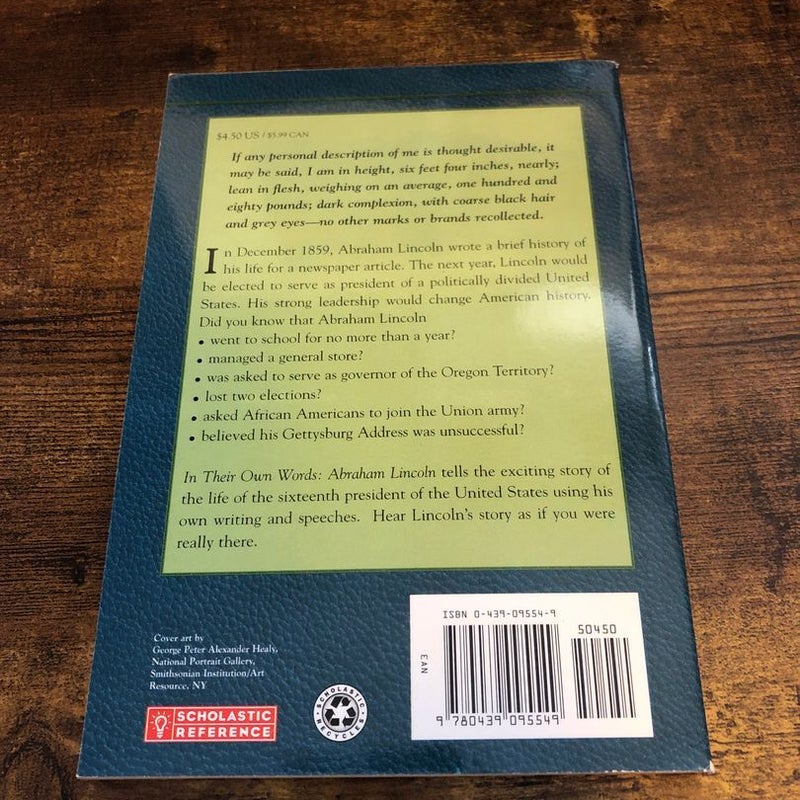 $4.50 US / $5.99 CAN
If any personal description of me is thought desirable, it
may be said, I am in height, six feet four inches, nearly;
lean in flesh, weighing on an average, one hundred and
eighty pounds; dark complexion, with coarse black hair
and grey eyes—no other marks or brands recollected.
In December 1859, Abraham Lincoln wrote a brief history of
his life for a newspaper article. The next year, Lincoln would
be elected to serve as president of a politically divided United
States. His strong leadership would change American history.
Did you know that Abraham Lincoln
• went to school for no more than a year?
• managed a general store?
• was asked to serve as governor of the Oregon Territory?
• lost two elections?
• asked African Americans to join the Union army?
• believed his Gettysburg Address was unsuccessful?
In Their Own Words: Abraham Lincoln tells the exciting story of
the life of the sixteenth president of the United States using his
own writing and speeches. Hear Lincoln's story as if you were
really there.
Cover art by
George Peter Alexander Healy,
National Portrait Gallery,
Smithsonian Institution/Art
Resource, NY
SCHOLASTIC
REFERENCE
SCHOLASTIC
RECYCLES
ISBN 0-439-09554-9
50450
EAN
9 780439 095549